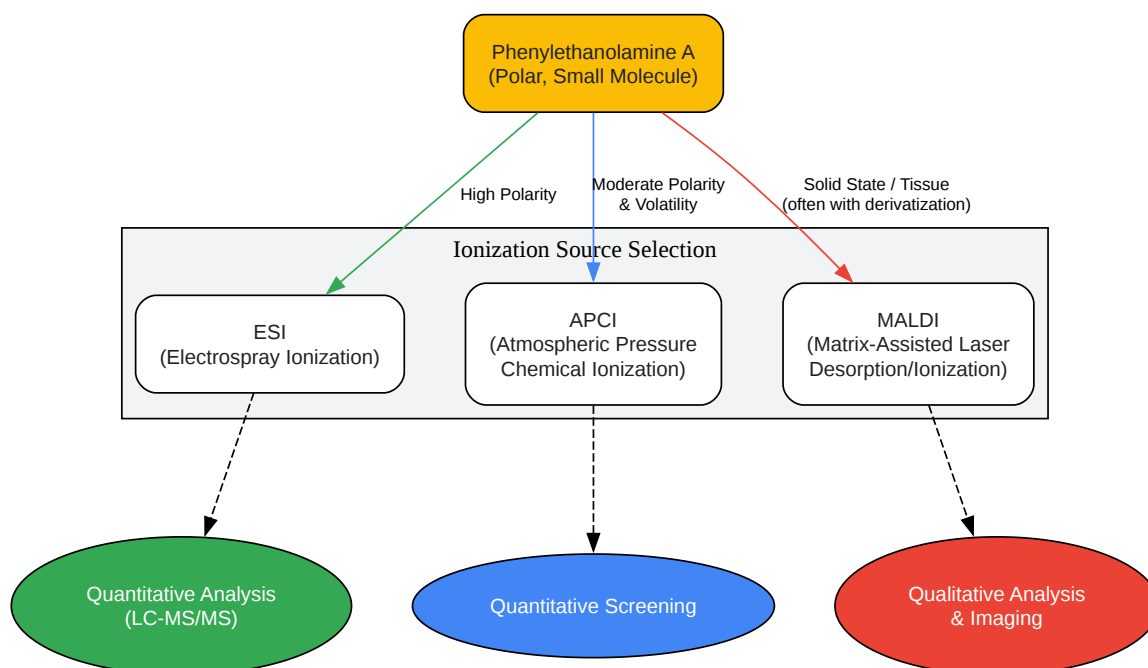 Phenylethanolamine A
(Polar, Small Molecule)
High Polarity
Moderate Polarity
& Volatility
Solid State / Tissue
(often with derivatization)
Ionization Source Selection
ESI
(Electrospray Ionization)
APCI
(Atmospheric Pressure
Chemical Ionization)
MALDI
(Matrix-Assisted Laser
Desorption/Ionization)
Quantitative Analysis
(LC-MS/MS)
Quantitative Screening
Qualitative Analysis
& Imaging